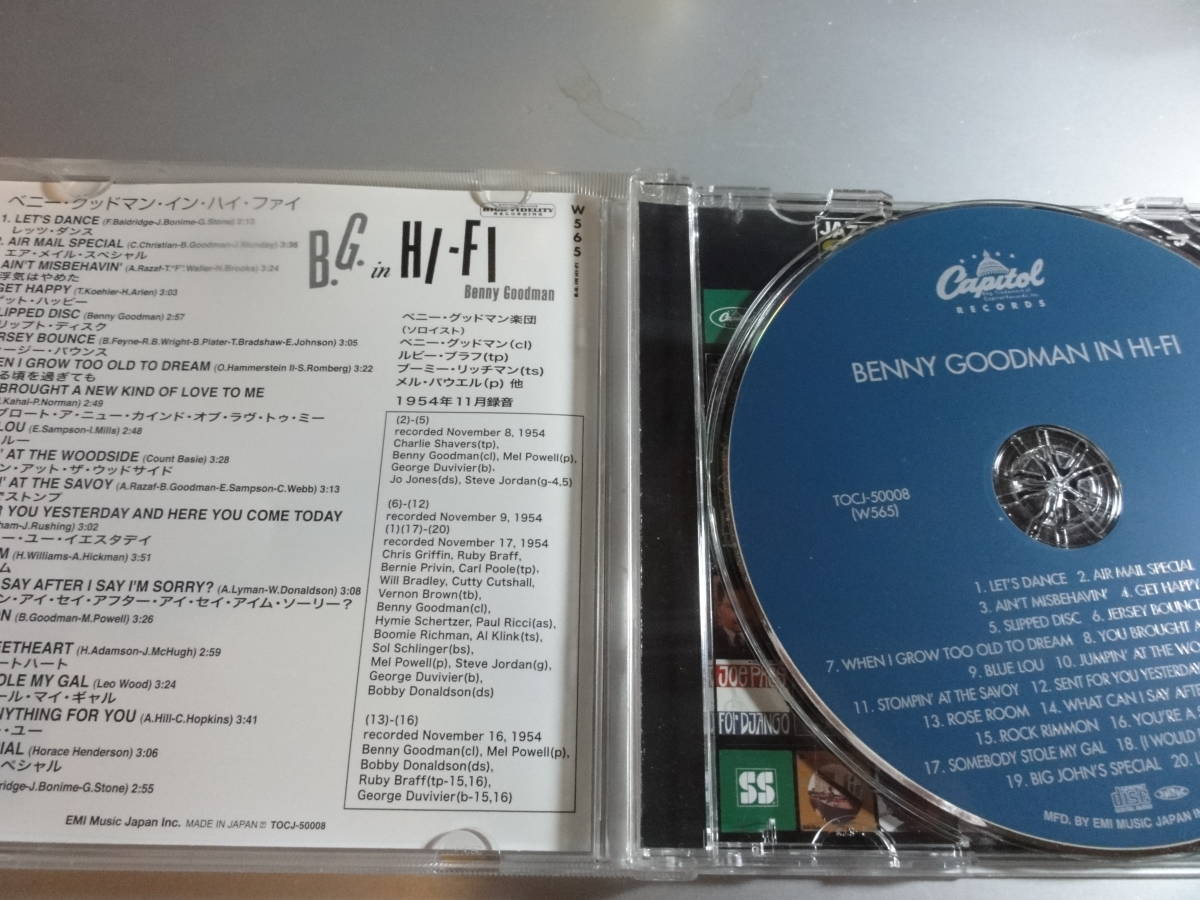 ベニー・グッドマン・イン・ハイ・ファイ
1. LET'S DANCE (F.Baldridge-J.Bonime-G.Stone) 2:13
レッツ・ダンス
2. AIR MAIL SPECIAL (C.Christian-B.Goodman-J.Munday) 3:36
エア・メイル・スペシャル
AIN'T MISBEHAVIN' (A.Razaf-T."F".Waller-H.Brooks) 3:24
浮気はやめた
GET HAPPY (T.Koehler-H.Arlen) 3:03
ゲット・ハッピー
LIPPED DISC (Benny Goodman) 2:57
リップト・ディスク
RSEY BOUNCE (B.Feyne-R.B.Wright-B.Plater-T.Bradshaw-E.Johnson) 3:05
ャージー・バウンス
EN I GROW TOO OLD TO DREAM (O.Hammerstein II-S.Romberg) 3:22
る頃を過ぎても
BROUGHT A NEW KIND OF LOVE TO ME
Kahal-P.Norman) 2:49
ブロート・ア・ニュー・カインド・オブ・ラヴ・トゥ・ミー
LOU (E.Sampson-I.Mills) 2:48
ルー
' AT THE WOODSIDE (Count Basie) 3:28
ン・アット・ザ・ウッドサイド
N' AT THE SAVOY (A.Razaf-B.Goodman-E.Sampson-C.Webb) 3:13
でストンプ
R YOU YESTERDAY AND HERE YOU COME TODAY
ham-J.Rushing) 3:02
ー・ユー・イエスタデイ
M (H.Williams-A.Hickman) 3:51
ム
SAY AFTER I SAY I'M SORRY? (A.Lyman-W.Donaldson) 3:08
ン・アイ・セイ・アフター・アイ・セイ・アイム・ソーリー？
ON (B.Goodman-M.Powell) 3:26
EETHEART (H.Adamson-J.McHugh) 2:59
ートハート
OLE MY GAL (Leo Wood) 3:24
ール・マイ・ギャル
NYTHING FOR YOU (A.Hill-C.Hopkins) 3:41
ー・ユー
IAL (Horace Henderson) 3:06
スペシャル
ridge-J.Bonime-G.Stone) 2:55
EMI Music Japan Inc. MADE IN JAPAN Ⓟ TOCJ-50008
HIGH FIDELITY
RECORDING
W565
B.G. in HI-FI
Benny Goodman
ベニー・グッドマン楽団
(ソロイスト)
ベニー・グッドマン(cl)
ルビー・ブラフ(tp)
ブーミー・リッチマン(ts)
メル・パウエル(p) 他
1954年11月録音
(2)-(5)
recorded November 8, 1954
Charlie Shavers(tp),
Benny Goodman(cl), Mel Powell(p),
George Duvivier(b),
Jo Jones(ds), Steve Jordan(g-4,5)
(6)-(12)
recorded November 9, 1954
(1)(17)-(20)
recorded November 17, 1954
Chris Griffin, Ruby Braff,
Bernie Privin, Carl Poole(tp),
Will Bradley, Cutty Cutshall,
Vernon Brown(tb),
Benny Goodman(cl),
Hymie Schertzer, Paul Ricci(as),
Boomie Richman, Al Klink(ts),
Sol Schlinger(bs),
Mel Powell(p), Steve Jordan(g),
George Duvivier(b),
Bobby Donaldson(ds)
(13)-(16)
recorded November 16, 1954
Benny Goodman(cl), Mel Powell(p),
Bobby Donaldson(ds),
Ruby Braff(tp-15,16),
George Duvivier(b-15,16)
JAZ
JOE PASS
FOR DJANGO
SS
Capitol
RECORDS
BENNY GOODMAN IN HI-FI
TOCJ-50008
(W565)
1. LET'S DANCE 2. AIR MAIL SPECIAL
3. AIN'T MISBEHAVIN' 4. GET HAPPY
5. SLIPPED DISC 6. JERSEY BOUNC
7. WHEN I GROW TOO OLD TO DREAM 8. YOU BROUGHT A
9. BLUE LOU 10. JUMPIN' AT THE WO
11. STOMPIN' AT THE SAVOY 12. SENT FOR YOU YESTERDA
13. ROSE ROOM 14. WHAT CAN I SAY AFTE
15. ROCK RIMMON 16. YOU'RE A
17. SOMEBODY STOLE MY GAL 18. (I WOULD
19. BIG JOHN'S SPECIAL 20. L
MFD. BY EMI MUSIC JAPAN IN